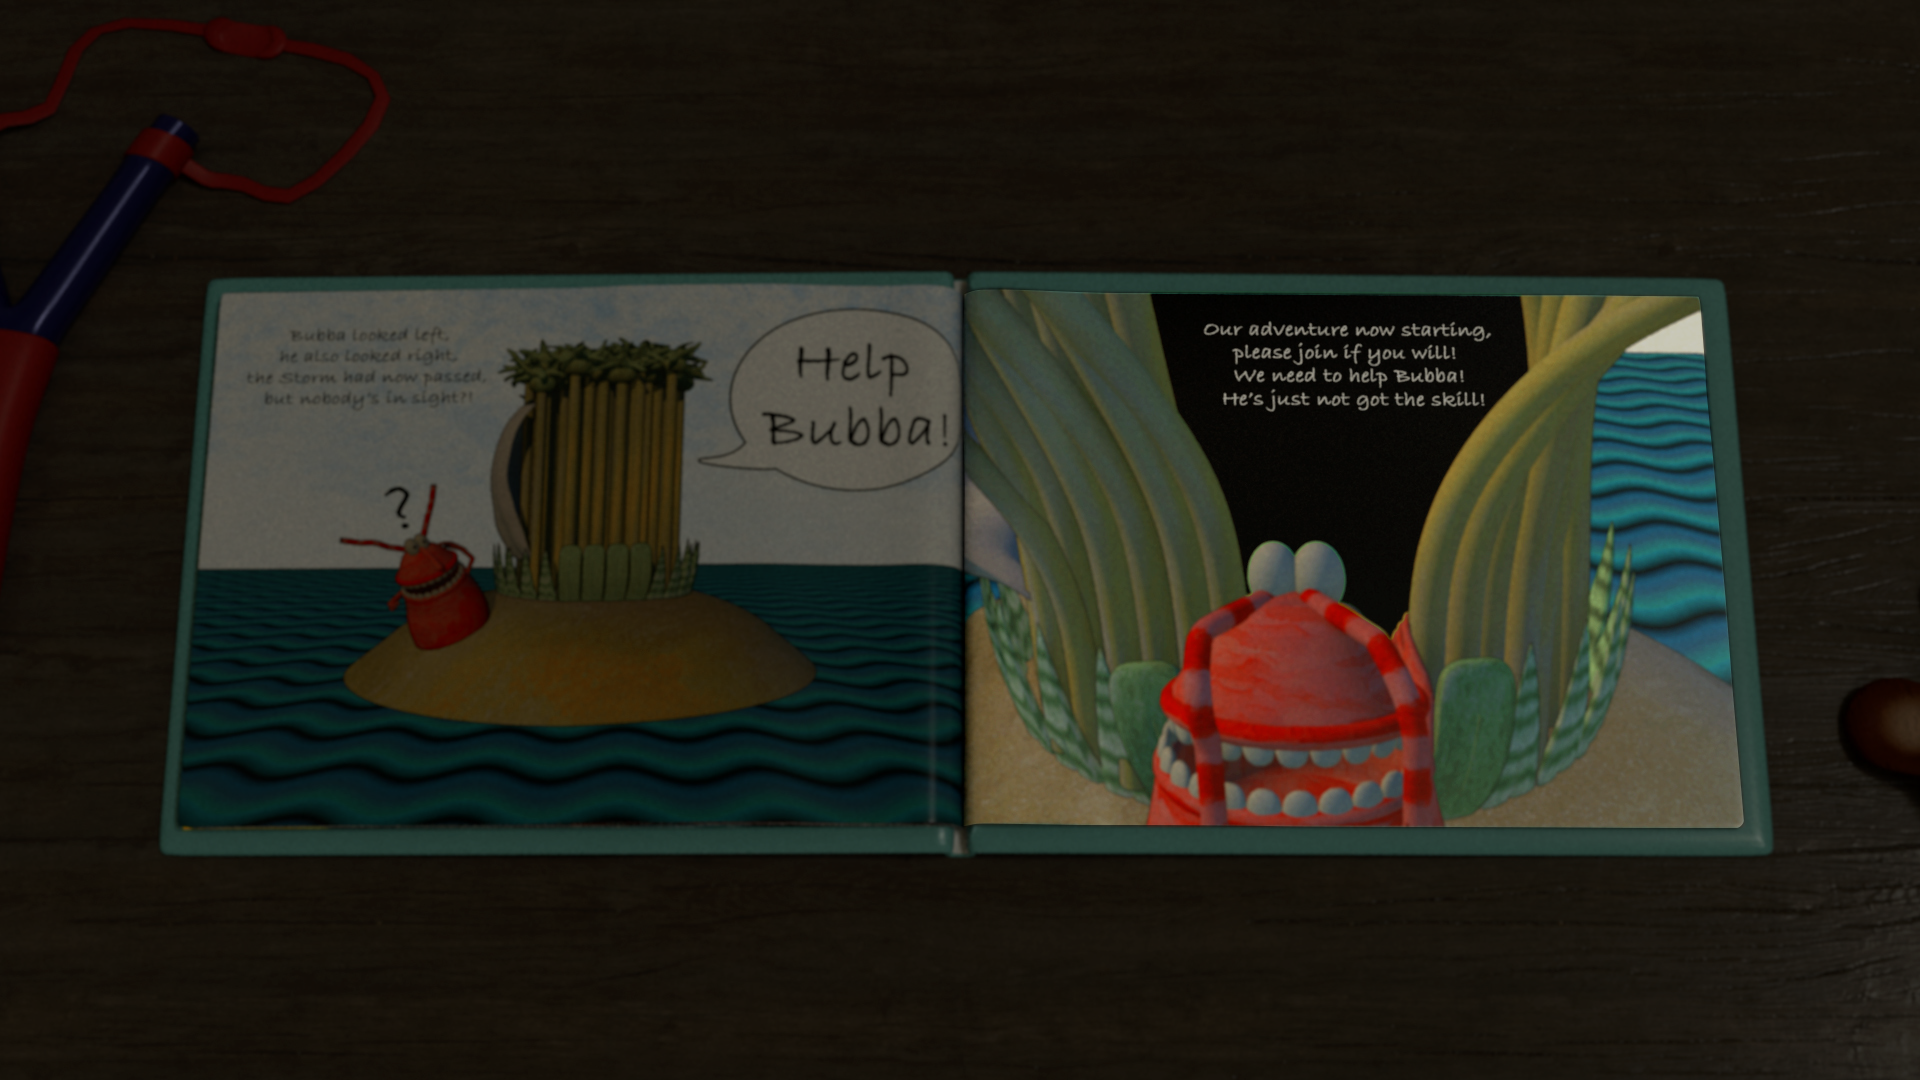 Bubba looked left,
he also looked right,
the Storm had now passed,
but nobody's in sight?!
?
Help
Bubba!
Our adventure now starting,
please join if you will!
We need to help Bubba!
He's just not got the skill!